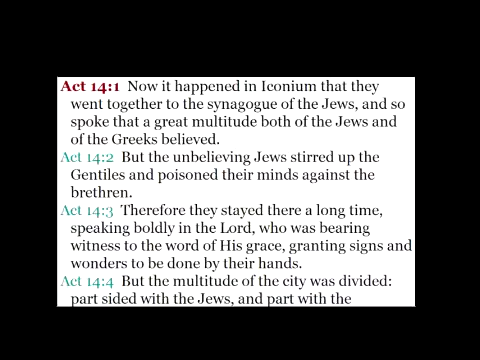 Act 14:1 Now it happened in Iconium that they
went together to the synagogue of the Jews, and so
spoke that a great multitude both of the Jews and
of the Greeks believed.
Act 14:2 But the unbelieving Jews stirred up the
Gentiles and poisoned their minds against the
brethren.
Act 14:3 Therefore they stayed there a long time,
speaking boldly in the Lord, who was bearing
witness to the word of His grace, granting signs and
wonders to be done by their hands.
Act 14:4 But the multitude of the city was divided:
part sided with the Jews, and part with the